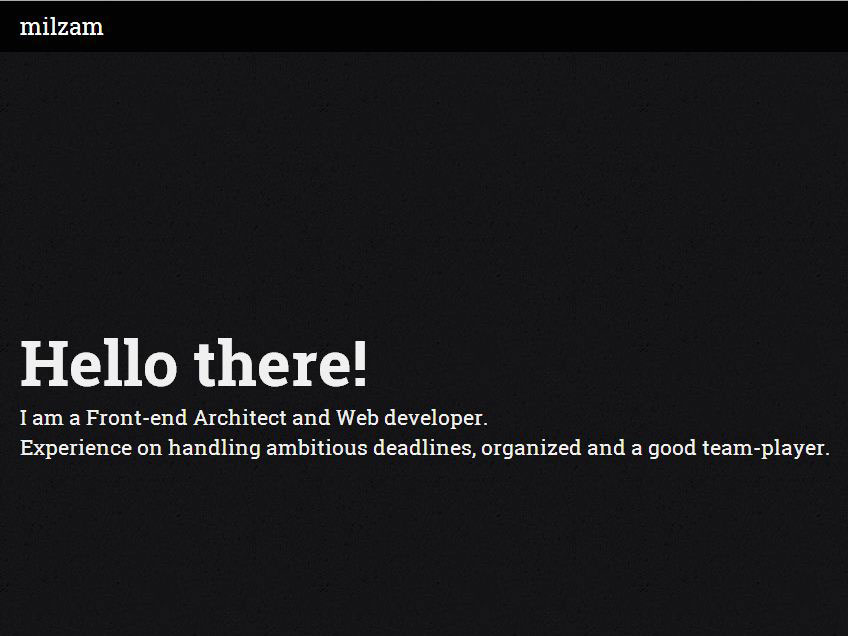 milzam
Hello there!
I am a Front-end Architect and Web developer.
Experience on handling ambitious deadlines, organized and a good team-player.